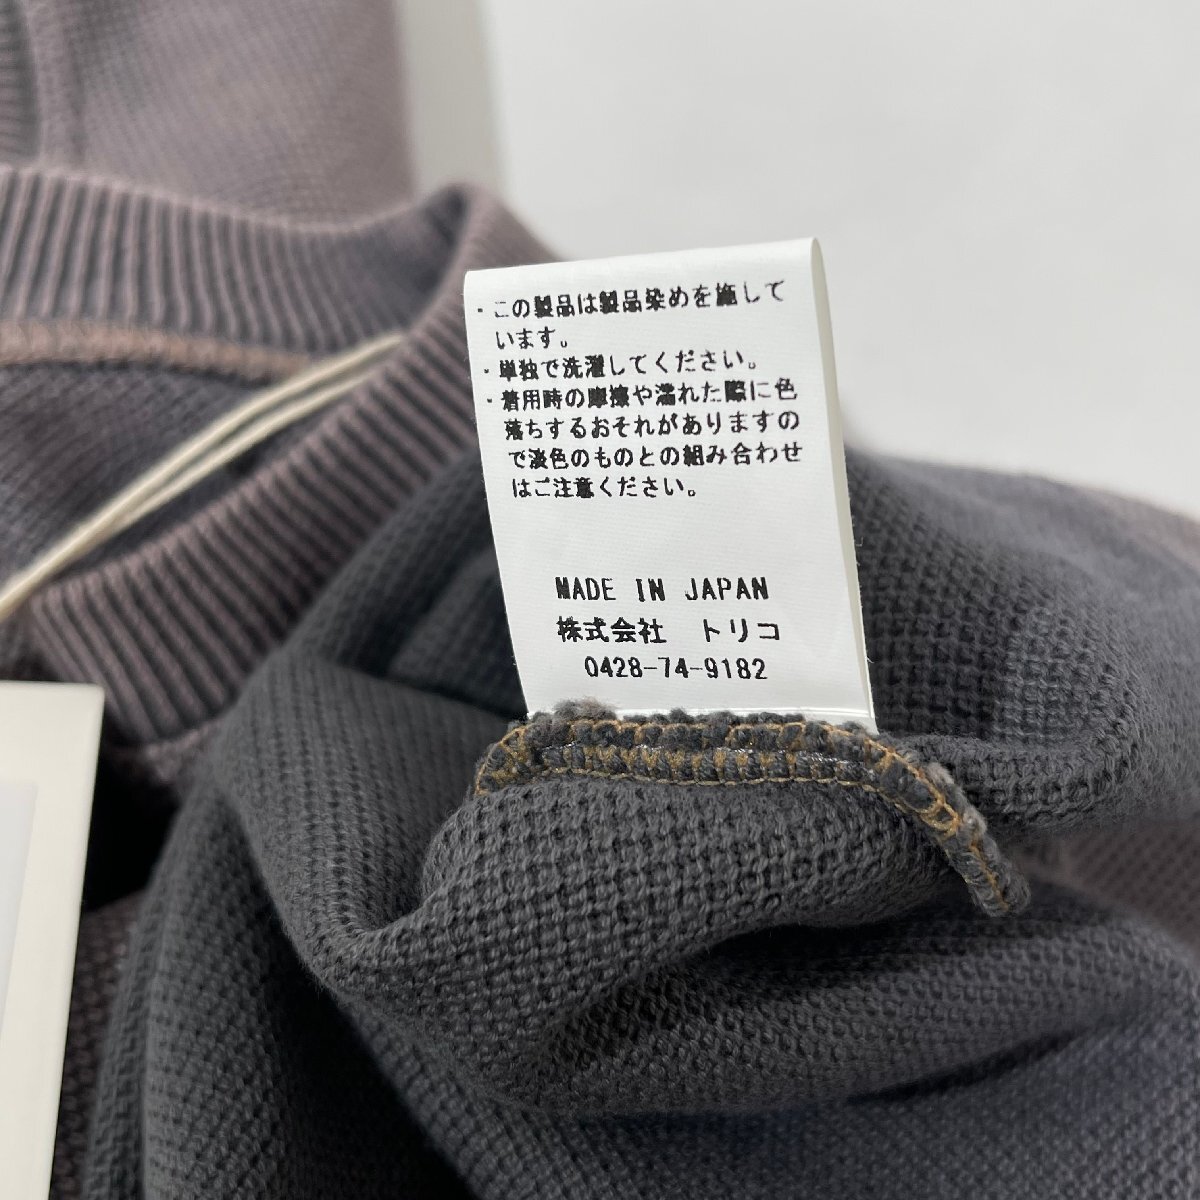 ・この製品は製品染めを施して
います。
・単独で洗濯してください。
・着用時の摩擦や濡れた際に色
落ちするおそれがありますの
で淡色のものとの組み合わせ
はご注意ください。
MADE IN JAPAN
株式会社　トリコ
0428-74-9182